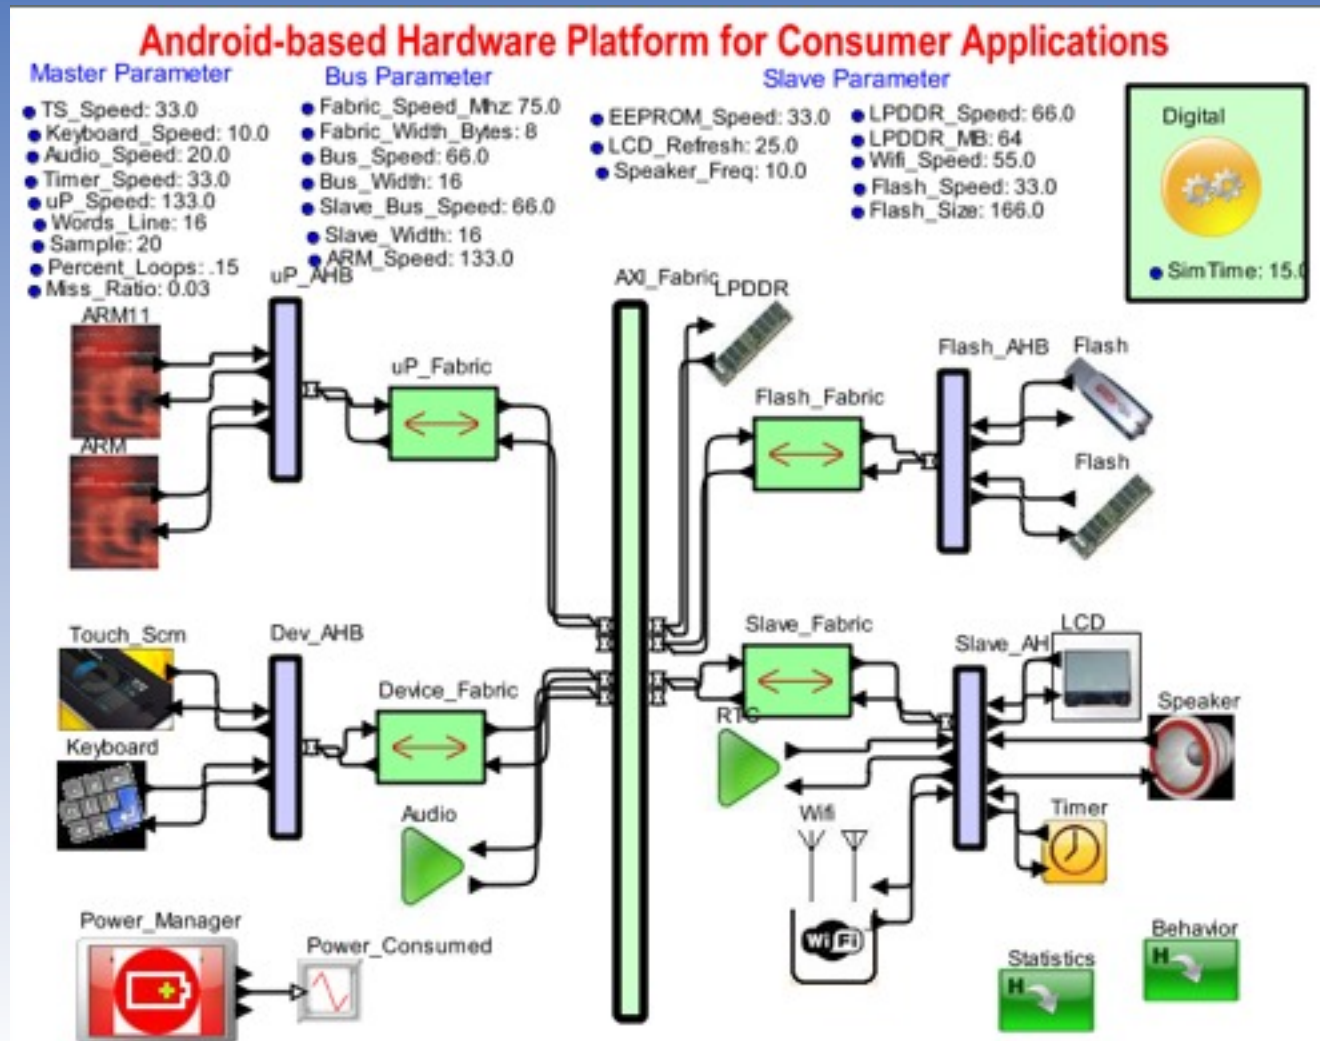 Android-based Hardware Platform for Consumer Applications
Master Parameter
TS_Speed: 33.0
Keyboard_Speed: 10.0
Audio_Speed: 20.0
Timer_Speed: 33.0
uP_Speed: 133.0
Words_Line: 16
Sample: 20
Percent_Loops: .15
Miss_Ratio: 0.03
Bus Parameter
Fabric_Speed_Mhz: 75.0
Fabric_Width_Bytes: 8
Bus_Speed: 66.0
Bus_Width: 16
Slave_Bus_Speed: 66.0
Slave_Width: 16
ARM_Speed: 133.0
Slave Parameter
EEPROM_Speed: 33.0
LCD_Refresh: 25.0
Speaker_Freq: 10.0
LPDDR_Speed: 66.0
LPDDR_MB: 64
Wifi_Speed: 55.0
Flash_Speed: 33.0
Flash_Size: 166.0
Digital
SimTime: 15.0
uP_AHB
AXI_Fabric
LPDDR
ARM11
uP_Fabric
Flash_AHB
Flash
Flash_Fabric
ARM
Flash
Touch_Scrn
Dev_AHB
Slave_Fabric
Slave_AH
LCD
Device_Fabric
RTC
Speaker
Keyboard
Audio
Wifi
Timer
WiFi
Power_Manager
Power_Consumed
Statistics
H
Behavior
H